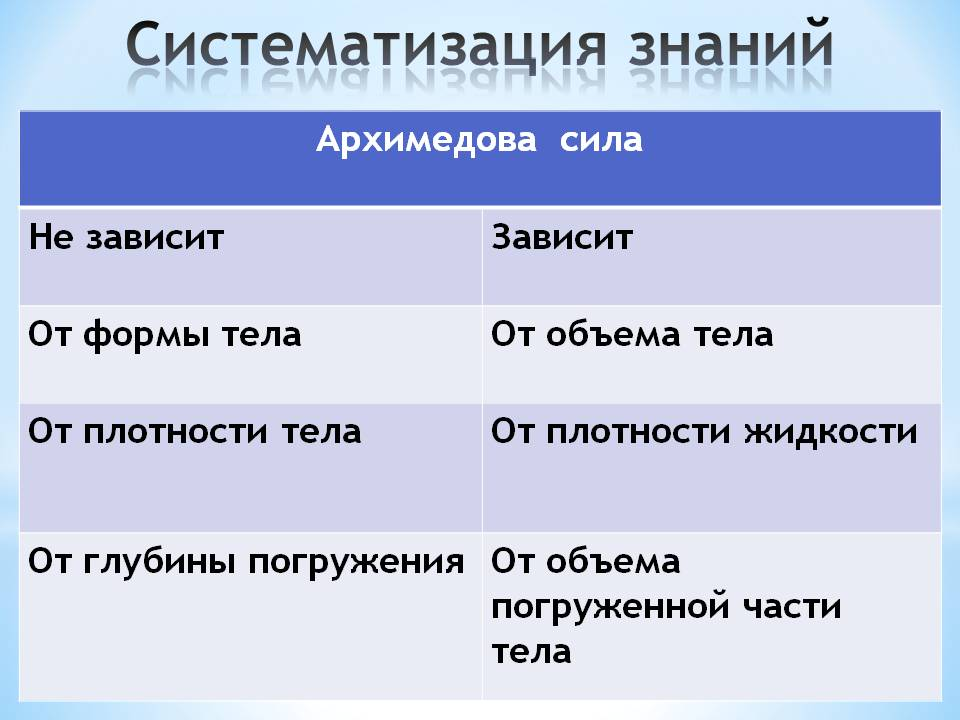 Систематизация знаний
Архимедова сила
Не зависит
Зависит
От формы тела
От объема тела
От плотности тела
От плотности жидкости
От глубины погружения
От объема
погруженной части
тела